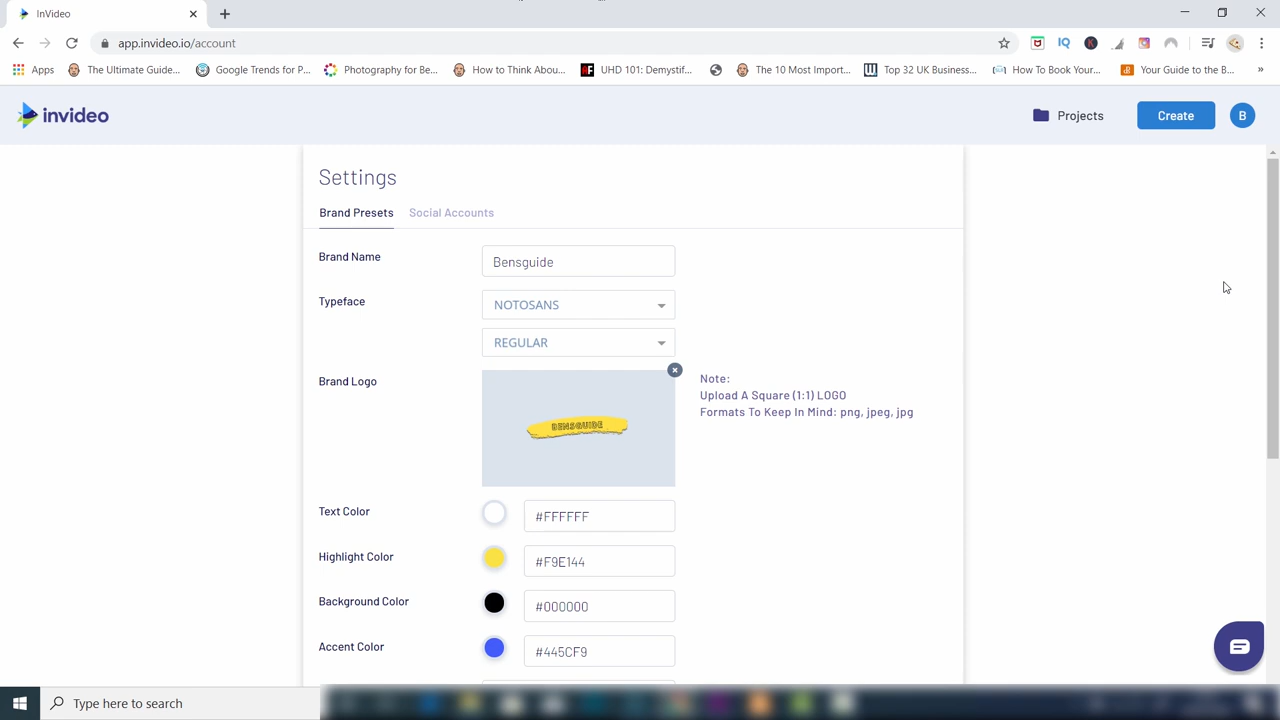 InVideo
app.invideo.io/account
IQ
K
Apps
The Ultimate Guide...
Google Trends for P...
Photography for Be...
How to Think Abou...
UHD 101: Demystif...
The 10 Most Import...
Top 32 UK Business...
How To Book Your...
Your Guide to the B...
invideo
Projects
Create
B
Settings
Brand Presets
Social Accounts
Brand Name
Bensguide
Typeface
NOTOSANS
REGULAR
Brand Logo
BENSGUIDE
Note:
Upload A Square (1:1) LOGO
Formats To Keep In Mind: png, jpeg, jpg
Text Color
#FFFFFF
Highlight Color
#F9E144
Background Color
#000000
Accent Color
#445CF9
Type here to search